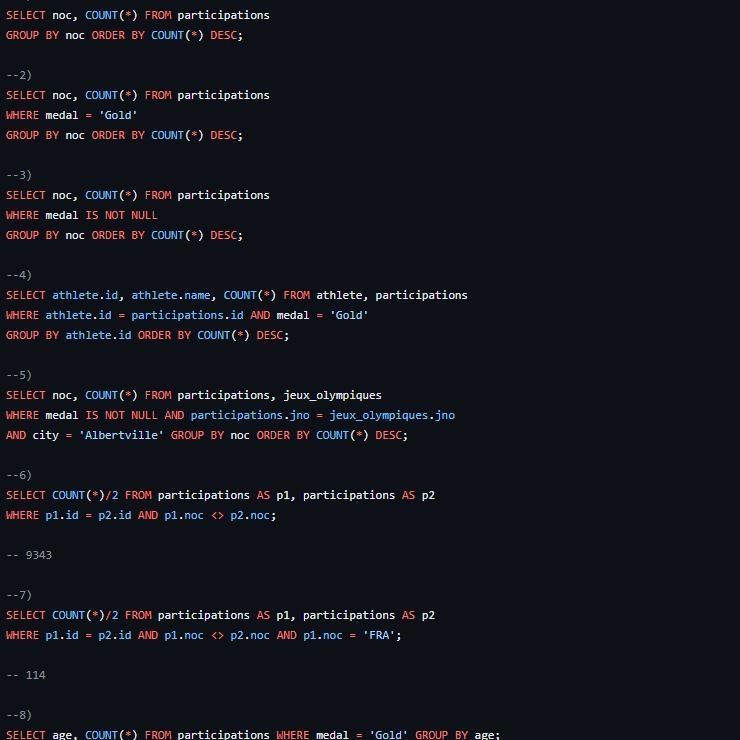 SELECT noc, COUNT(*) FROM participations
GROUP BY noc ORDER BY COUNT(*) DESC;
--2)
SELECT noc, COUNT(*) FROM participations
WHERE medal = 'Gold'
GROUP BY noc ORDER BY COUNT(*) DESC;
--3)
SELECT noc, COUNT(*) FROM participations
WHERE medal IS NOT NULL
GROUP BY noc ORDER BY COUNT(*) DESC;
--4)
SELECT athlete.id, athlete.name, COUNT(*) FROM athlete, participations
WHERE athlete.id = participations.id AND medal = 'Gold'
GROUP BY athlete.id ORDER BY COUNT(*) DESC;
--5)
SELECT noc, COUNT(*) FROM participations, jeux_olympiques
WHERE medal IS NOT NULL AND participations.jno = jeux_olympiques.jno
AND city = 'Albertville' GROUP BY noc ORDER BY COUNT(*) DESC;
--6)
SELECT COUNT(*)/2 FROM participations AS p1, participations AS p2
WHERE p1.id = p2.id AND p1.noc <> p2.noc;
-- 9343
--7)
SELECT COUNT(*)/2 FROM participations AS p1, participations AS p2
WHERE p1.id = p2.id AND p1.noc <> p2.noc AND p1.noc = 'FRA';
-- 114
--8)
SELECT age, COUNT(*) FROM participations WHERE medal = 'Gold' GROUP BY age;